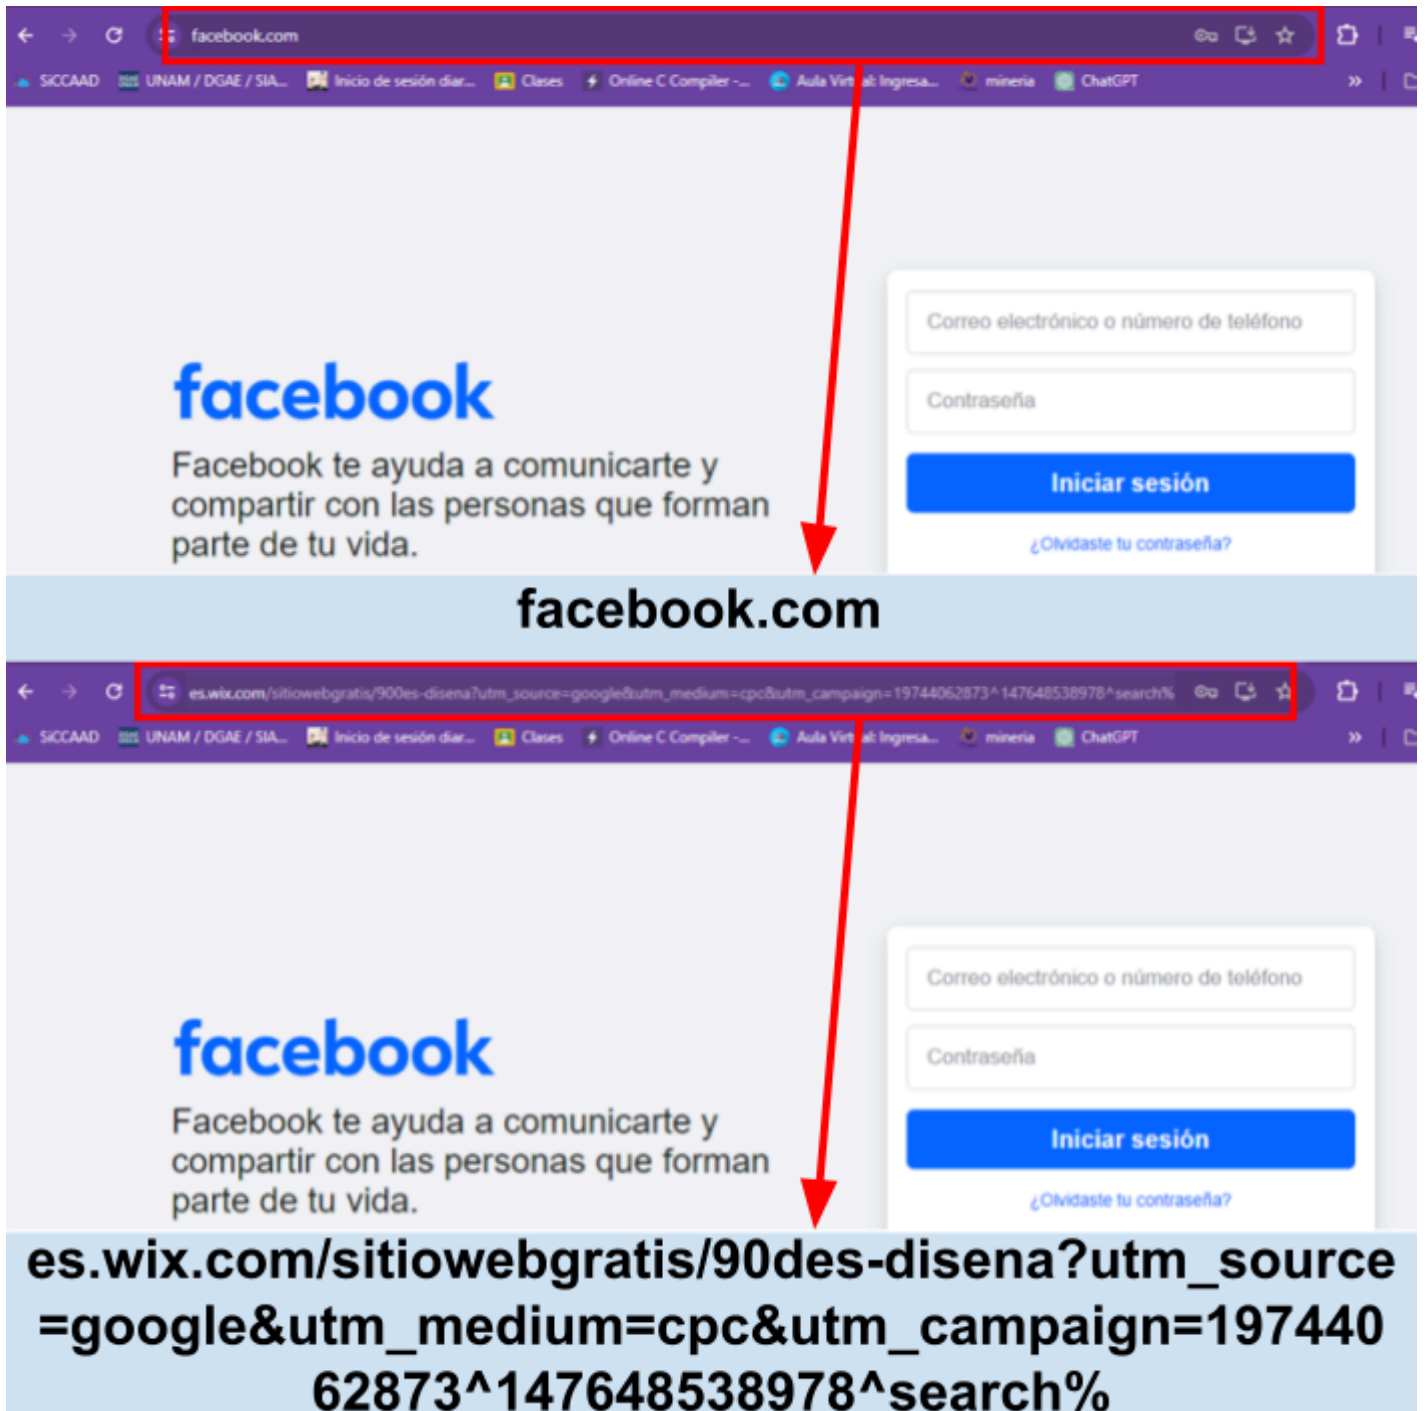 facebook.com
SiCCAAD UNAM / DGAE / SIA... Inicio de sesión diar... Clases Online C Compiler -... Aula Virtual: Ingresa... mineria ChatGPT »
Correo electrónico o número de teléfono
facebook
Contraseña
Facebook te ayuda a comunicarte y
compartir con las personas que forman
parte de tu vida.
Iniciar sesión
¿Olvidaste tu contraseña?
facebook.com
es.wix.com/sitiowebgratis/900es-disena?utm_source=google&utm_medium=cpc&utm_campaign=19744062873^147648538978^search%
SiCCAAD UNAM / DGAE / SIA... Inicio de sesión diar... Clases Online C Compiler -... Aula Virtual: Ingresa... mineria ChatGPT »
Correo electrónico o número de teléfono
facebook
Contraseña
Facebook te ayuda a comunicarte y
compartir con las personas que forman
parte de tu vida.
Iniciar sesión
¿Olvidaste tu contraseña?
es.wix.com/sitiowebgratis/90des-disena?utm_source
=google&utm_medium=cpc&utm_campaign=197440
62873^147648538978^search%